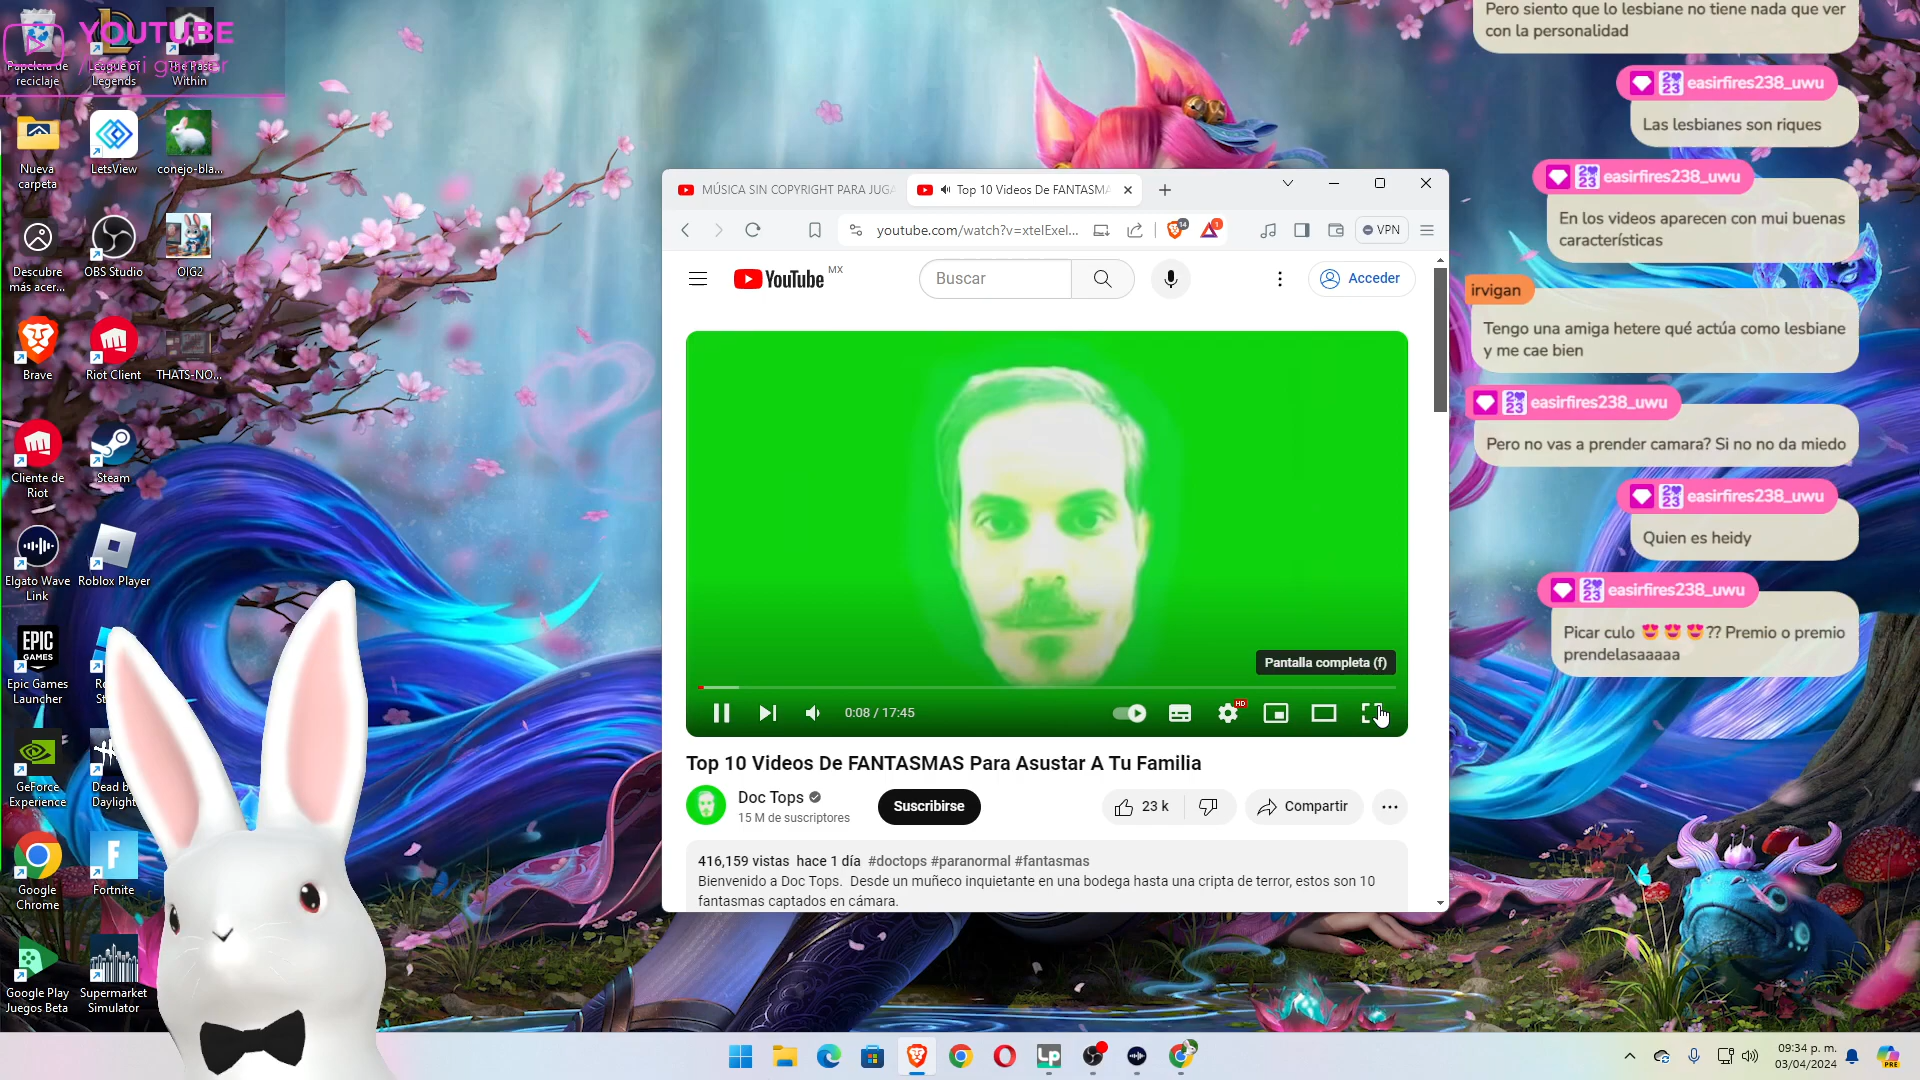 YOUTUBE
Papelera de
reciclaje
League of
Legends
The Past
Within
Nueva
carpeta
LetsView
conejo-bla...
Descubre
más acer...
OBS Studio
OIG2
Brave
Riot Client
THATS-NO...
Cliente de
Riot
Steam
Elgato Wave
Link
Roblox Player
EPIC
GAMES
Epic Games
Launcher
GeForce
Experience
Dead by
Daylight
Google
Chrome
Fortnite
Google Play
Juegos Beta
Supermarket
Simulator
MÚSICA SIN COPYRIGHT PARA JUGA
Top 10 Videos De FANTASMA
youtube.com/watch?v=xteIExel...
14
1
VPN
YouTube MX
Buscar
Acceder
Pantalla completa (f)
0:08 / 17:45
HD
Top 10 Videos De FANTASMAS Para Asustar A Tu Familia
Doc Tops
15 M de suscriptores
Suscribirse
23 k
Compartir
416,159 vistas hace 1 día #doctops #paranormal #fantasmas
Bienvenido a Doc Tops. Desde un muñeco inquietante en una bodega hasta una cripta de terror, estos son 10
fantasmas captados en cámara.
Pero siento que lo lesbiane no tiene nada que ver
con la personalidad
easirfires238_uwu
Las lesbianes son riques
easirfires238_uwu
En los videos aparecen con mui buenas
características
irvigan
Tengo una amiga hetere qué actúa como lesbiane
y me cae bien
easirfires238_uwu
Pero no vas a prender camara? Si no no da miedo
easirfires238_uwu
Quien es heidy
easirfires238_uwu
Picar culo 😍 😍 😍?? Premio o premio
prendelasaaaaa
Lp
09:34 p. m.
03/04/2024
PRE